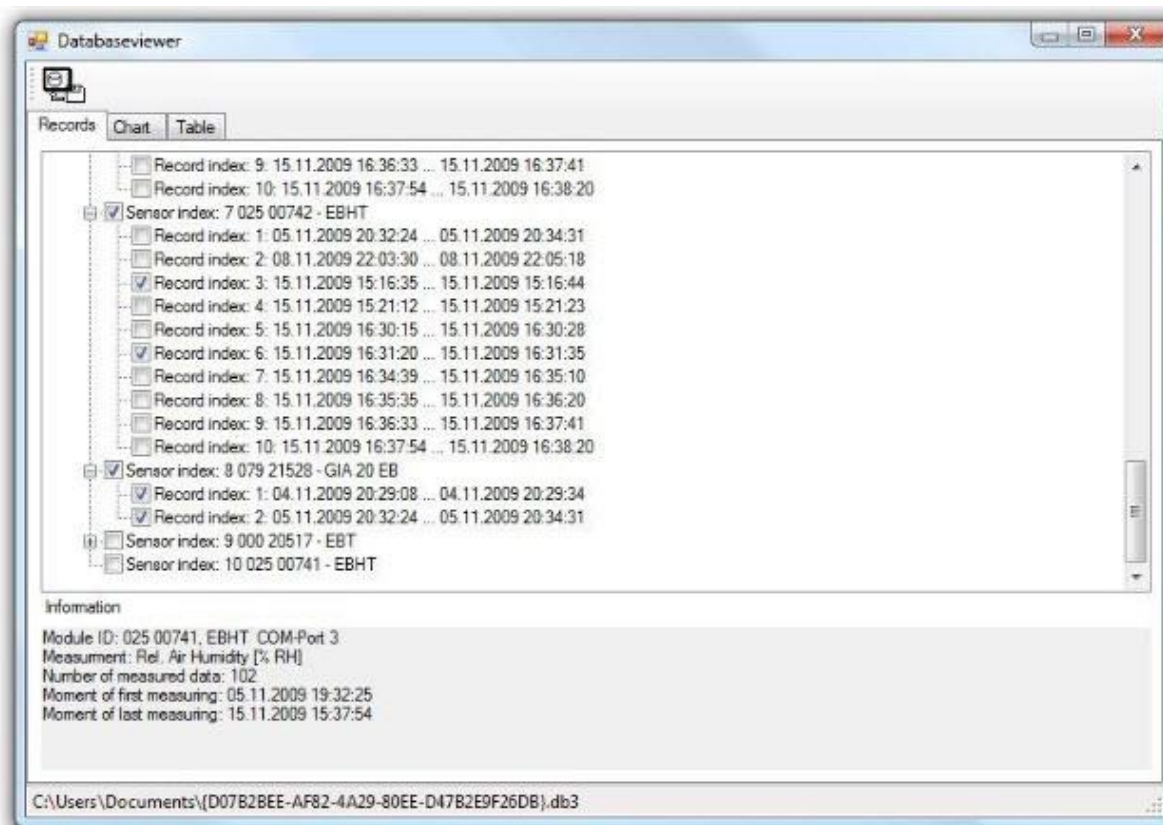 Databaseviewer
Records Chart Table
Record index: 9: 15.11.2009 16:36:33 ... 15.11.2009 16:37:41
Record index: 10: 15.11.2009 16:37:54 ... 15.11.2009 16:38:20
Sensor index: 7 025 00742 - EBHT
Record index: 1: 05.11.2009 20:32:24 ... 05.11.2009 20:34:31
Record index: 2: 08.11.2009 22:03:30 ... 08.11.2009 22:05:18
Record index: 3: 15.11.2009 15:16:35 ... 15.11.2009 15:16:44
Record index: 4: 15.11.2009 15:21:12 ... 15.11.2009 15:21:23
Record index: 5: 15.11.2009 16:30:15 ... 15.11.2009 16:30:28
Record index: 6: 15.11.2009 16:31:20 ... 15.11.2009 16:31:35
Record index: 7: 15.11.2009 16:34:39 ... 15.11.2009 16:35:10
Record index: 8: 15.11.2009 16:35:35 ... 15.11.2009 16:36:20
Record index: 9: 15.11.2009 16:36:33 ... 15.11.2009 16:37:41
Record index: 10: 15.11.2009 16:37:54 ... 15.11.2009 16:38:20
Sensor index: 8 079 21528 - GIA 20 EB
Record index: 1: 04.11.2009 20:29:08 ... 04.11.2009 20:29:34
Record index: 2: 05.11.2009 20:32:24 ... 05.11.2009 20:34:31
Sensor index: 9 000 20517 - EBT
Sensor index: 10 025 00741 - EBHT
Information
Module ID: 025 00741, EBHT COM-Port 3
Measurment: Rel. Air Humidity [% RH]
Number of measured data: 102
Moment of first measuring: 05.11.2009 19:32:25
Moment of last measuring: 15.11.2009 15:37:54
C:\Users\Documents\{D07B2BEE-AF82-4A29-80EE-D47B2E9F26DB}.db3